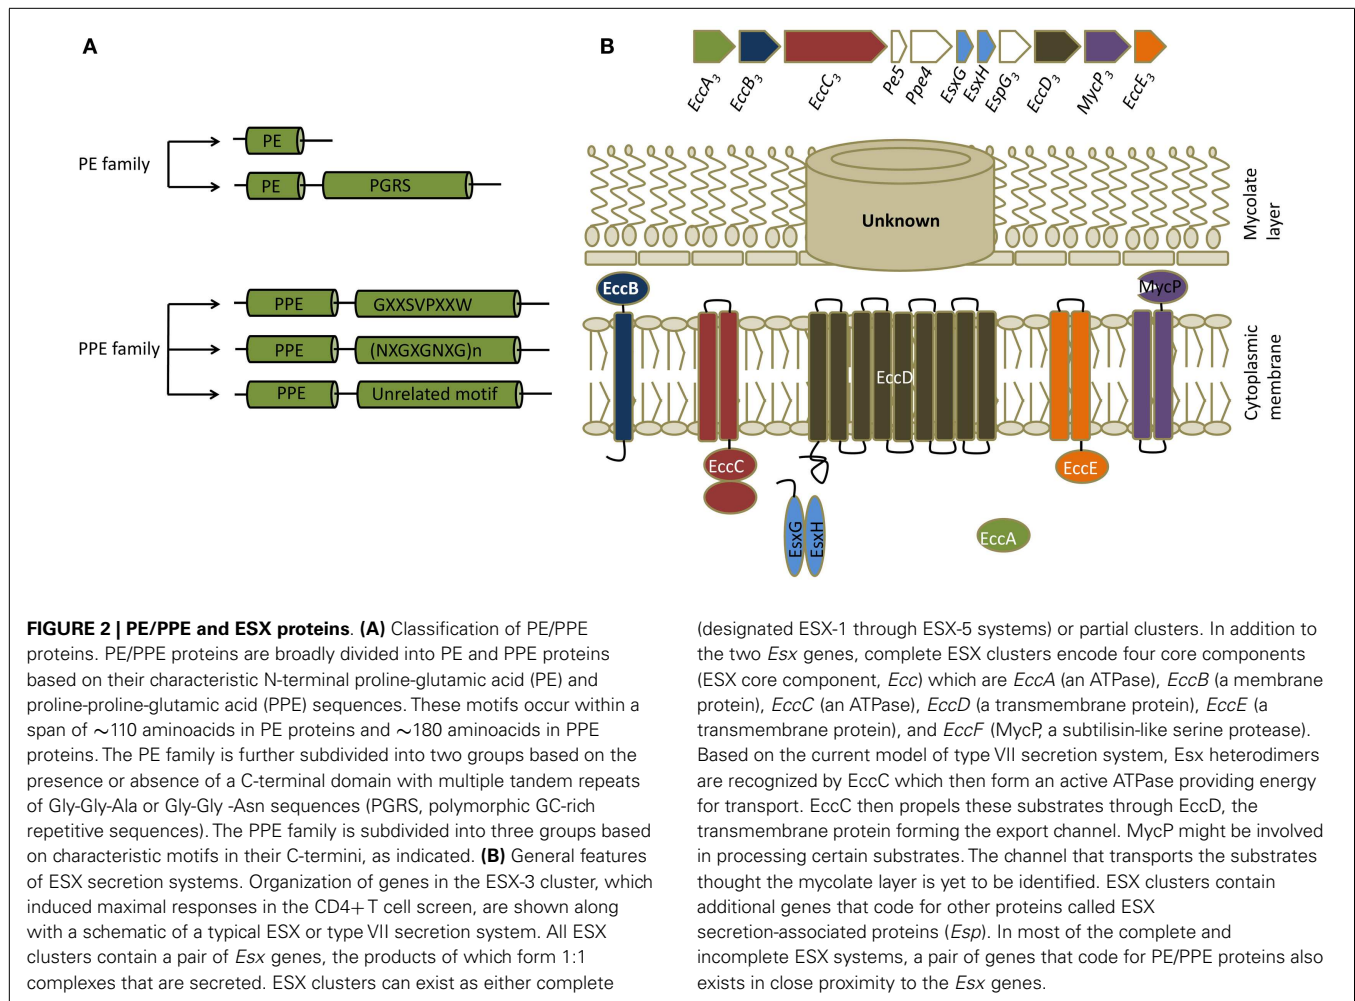 A
PE family
PE
PE
PGRS
PPE family
PPE
GXXSVPXXW
PPE
(NXGXGNXG)n
PPE
Unrelated motif
B
EccA3
EccB3
EccC3
Pe5
Ppe4
EsxG
EsxH
EspG3
EccD3
MycP3
EccE3
Unknown
Mycolate
layer
EccB
MycP
EccD
Cytoplasmic
membrane
EccC
EccE
EsxG
EsxH
EccA
FIGURE 2 | PE/PPE and ESX proteins. (A) Classification of PE/PPE
proteins. PE/PPE proteins are broadly divided into PE and PPE proteins
based on their characteristic N-terminal proline-glutamic acid (PE) and
proline-proline-glutamic acid (PPE) sequences. These motifs occur within a
span of ∼110 aminoacids in PE proteins and ∼180 aminoacids in PPE
proteins. The PE family is further subdivided into two groups based on the
presence or absence of a C-terminal domain with multiple tandem repeats
of Gly-Gly-Ala or Gly-Gly -Asn sequences (PGRS, polymorphic GC-rich
repetitive sequences). The PPE family is subdivided into three groups based
on characteristic motifs in their C-termini, as indicated. (B) General features
of ESX secretion systems. Organization of genes in the ESX-3 cluster, which
induced maximal responses in the CD4+ T cell screen, are shown along
with a schematic of a typical ESX or type VII secretion system. All ESX
clusters contain a pair of Esx genes, the products of which form 1:1
complexes that are secreted. ESX clusters can exist as either complete
(designated ESX-1 through ESX-5 systems) or partial clusters. In addition to
the two Esx genes, complete ESX clusters encode four core components
(ESX core component, Ecc) which are EccA (an ATPase), EccB (a membrane
protein), EccC (an ATPase), EccD (a transmembrane protein), EccE (a
transmembrane protein), and EccF (MycP, a subtilisin-like serine protease).
Based on the current model of type VII secretion system, Esx heterodimers
are recognized by EccC which then form an active ATPase providing energy
for transport. EccC then propels these substrates through EccD, the
transmembrane protein forming the export channel. MycP might be involved
in processing certain substrates. The channel that transports the substrates
thought the mycolate layer is yet to be identified. ESX clusters contain
additional genes that code for other proteins called ESX
secretion-associated proteins (Esp). In most of the complete and
incomplete ESX systems, a pair of genes that code for PE/PPE proteins also
exists in close proximity to the Esx genes.